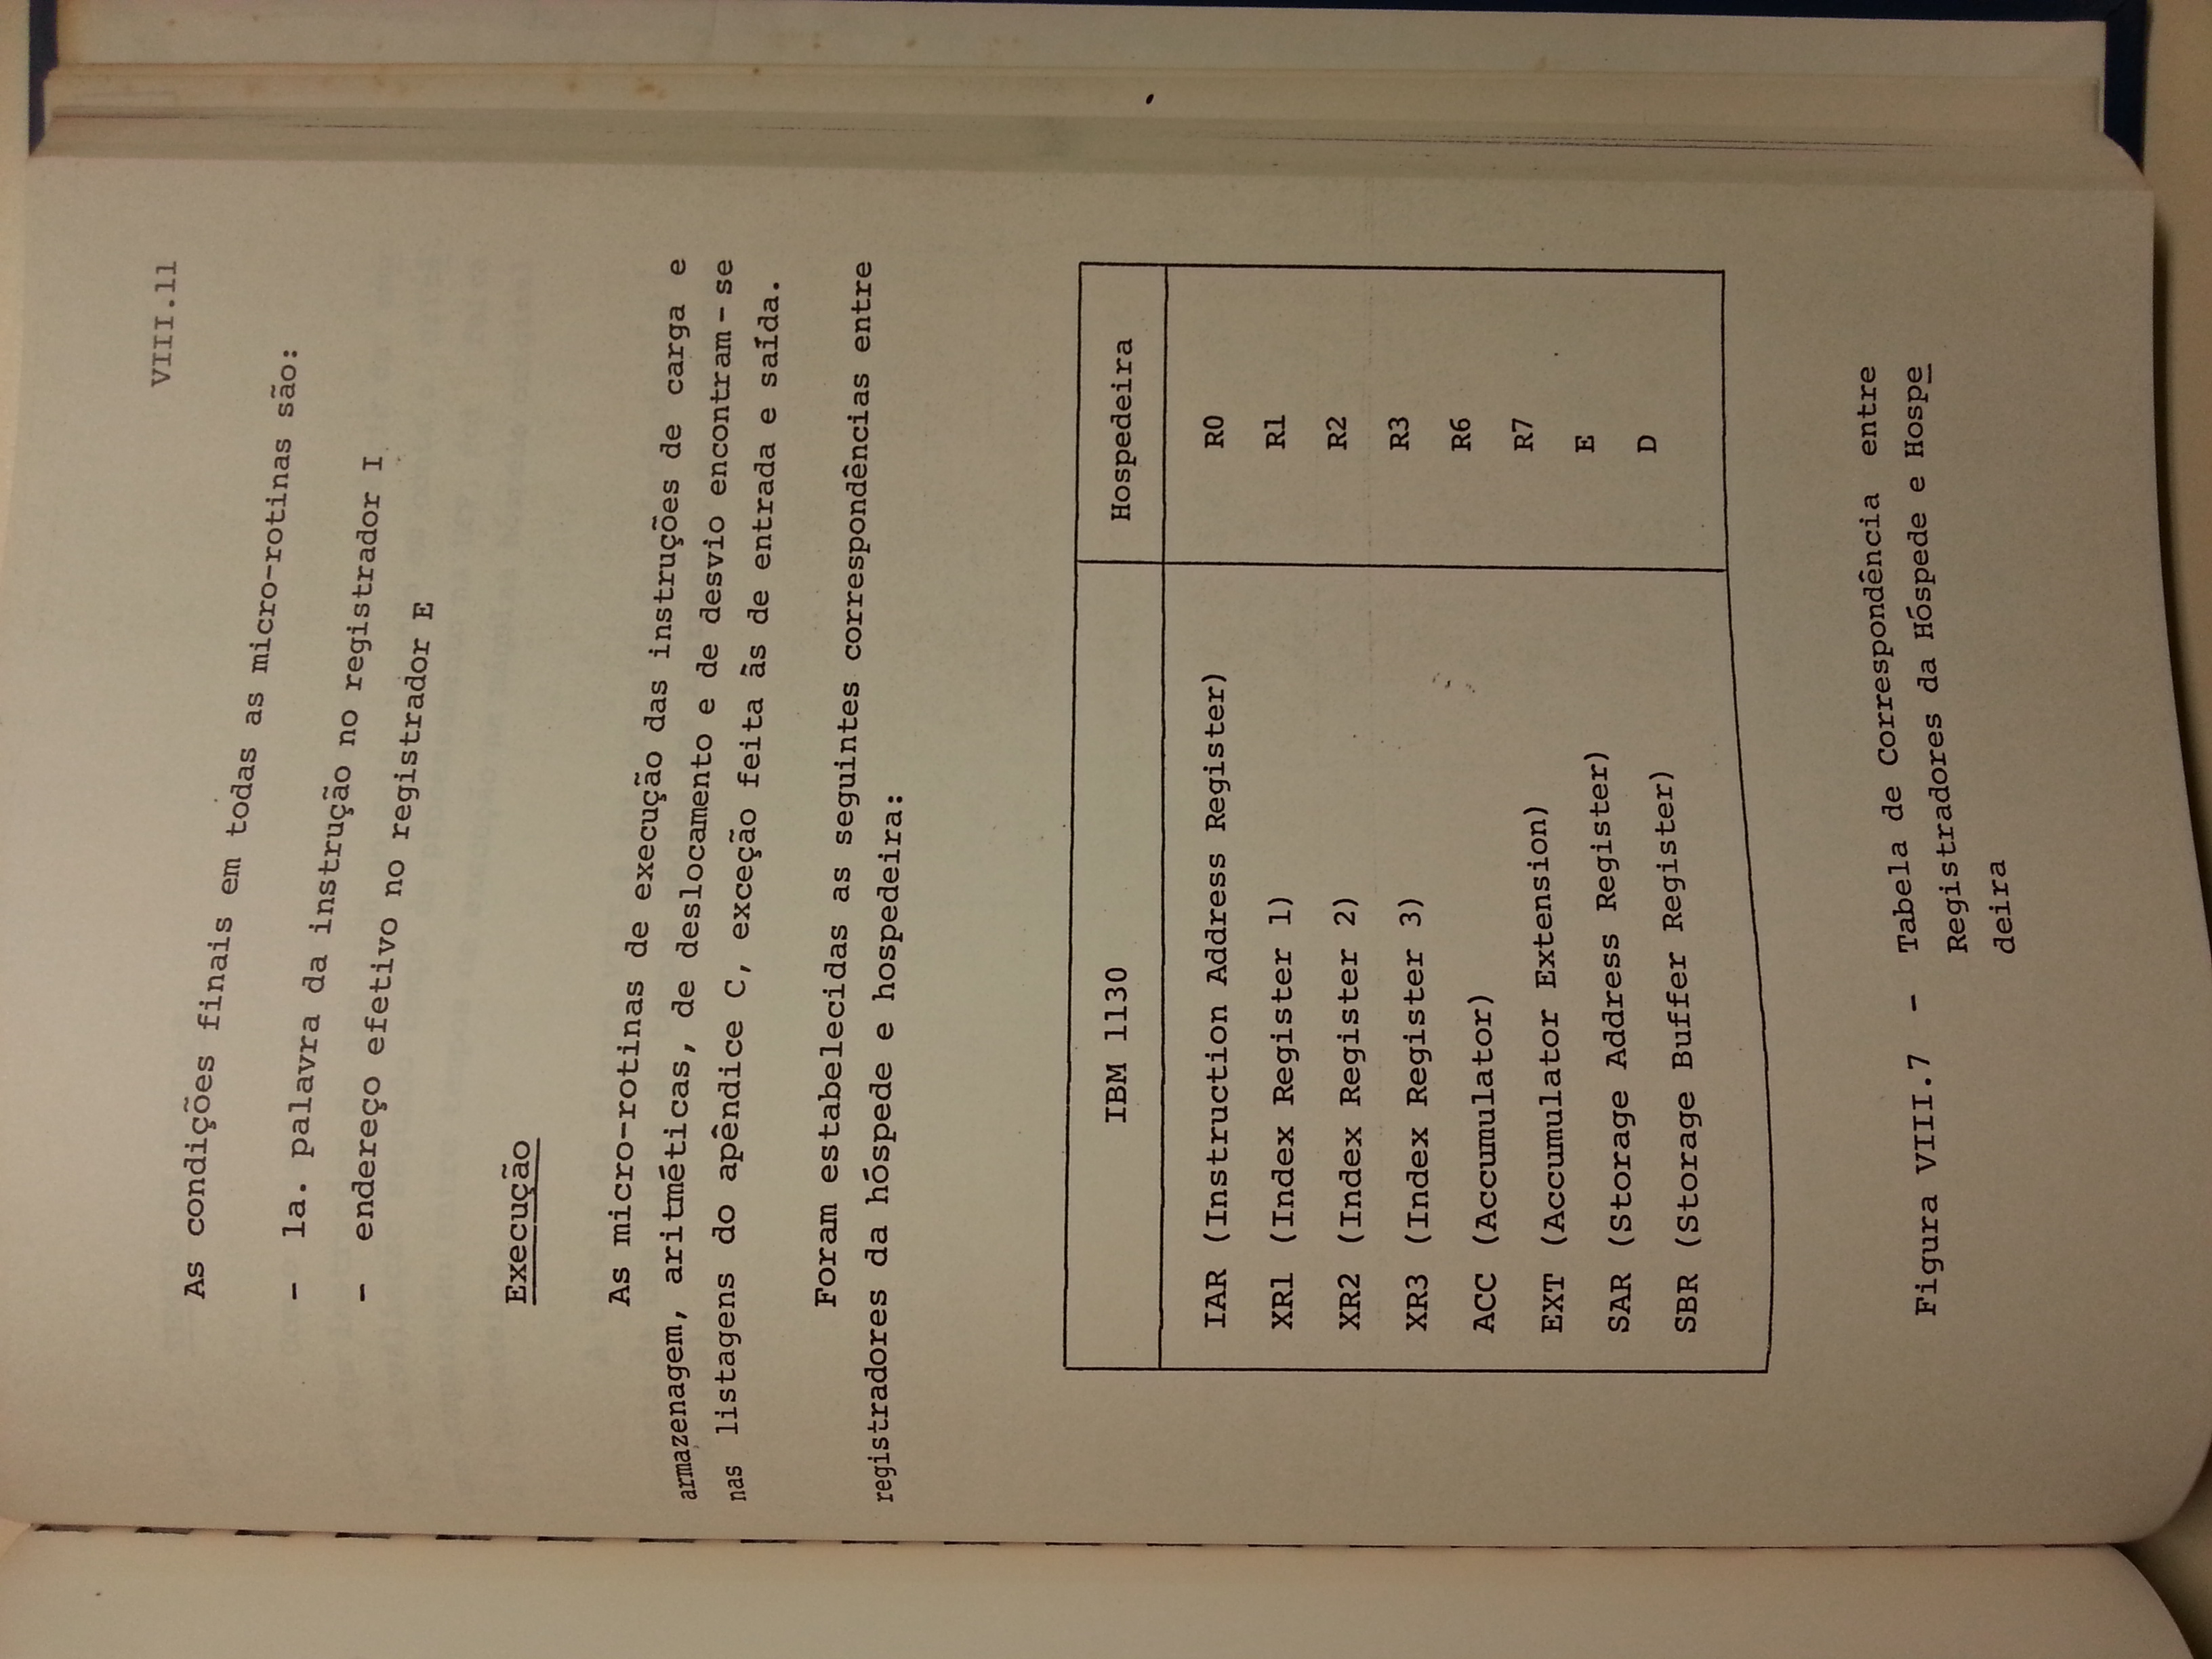 VIII.11
As condições finais em todas as micro-rotinas são:
- 1a. palavra da instrução no registrador I
- endereço efetivo no registrador E
Execução
As micro-rotinas de execução das instruções de carga e
armazenagem, aritméticas, de deslocamento e de desvio encontram-se
nas listagens do apêndice C, exceção feita às de entrada e saída.
Foram estabelecidas as seguintes correspondências entre
registradores da hóspede e hospedeira:
IBM 1130 Hospedeira
IAR (Instruction Address Register) R0
XR1 (Index Register 1) R1
XR2 (Index Register 2) R2
XR3 (Index Register 3) R3
ACC (Accumulator) R6
EXT (Accumulator Extension) R7
SAR (Storage Address Register) E
SBR (Storage Buffer Register) D
Figura VIII.7 - Tabela de Correspondência entre
Registradores da Hóspede e Hospe
deira